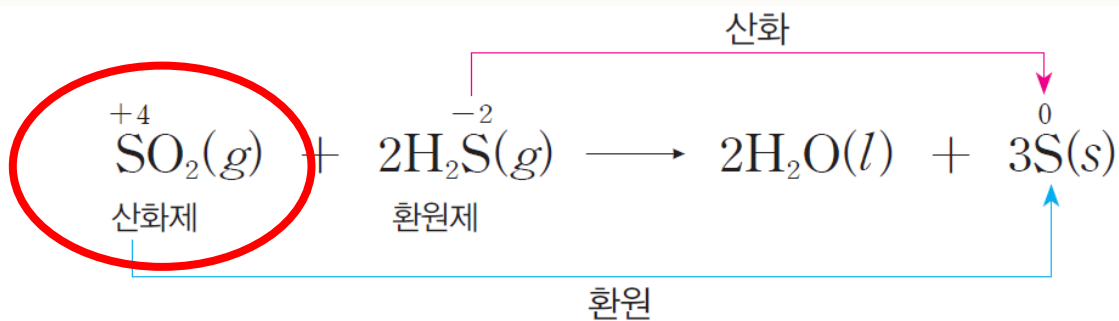 산화
+4 -2 0
SO₂(g) + 2H₂S(g) ⟶ 2H₂O(l) + 3S(s)
산화제 환원제
환원